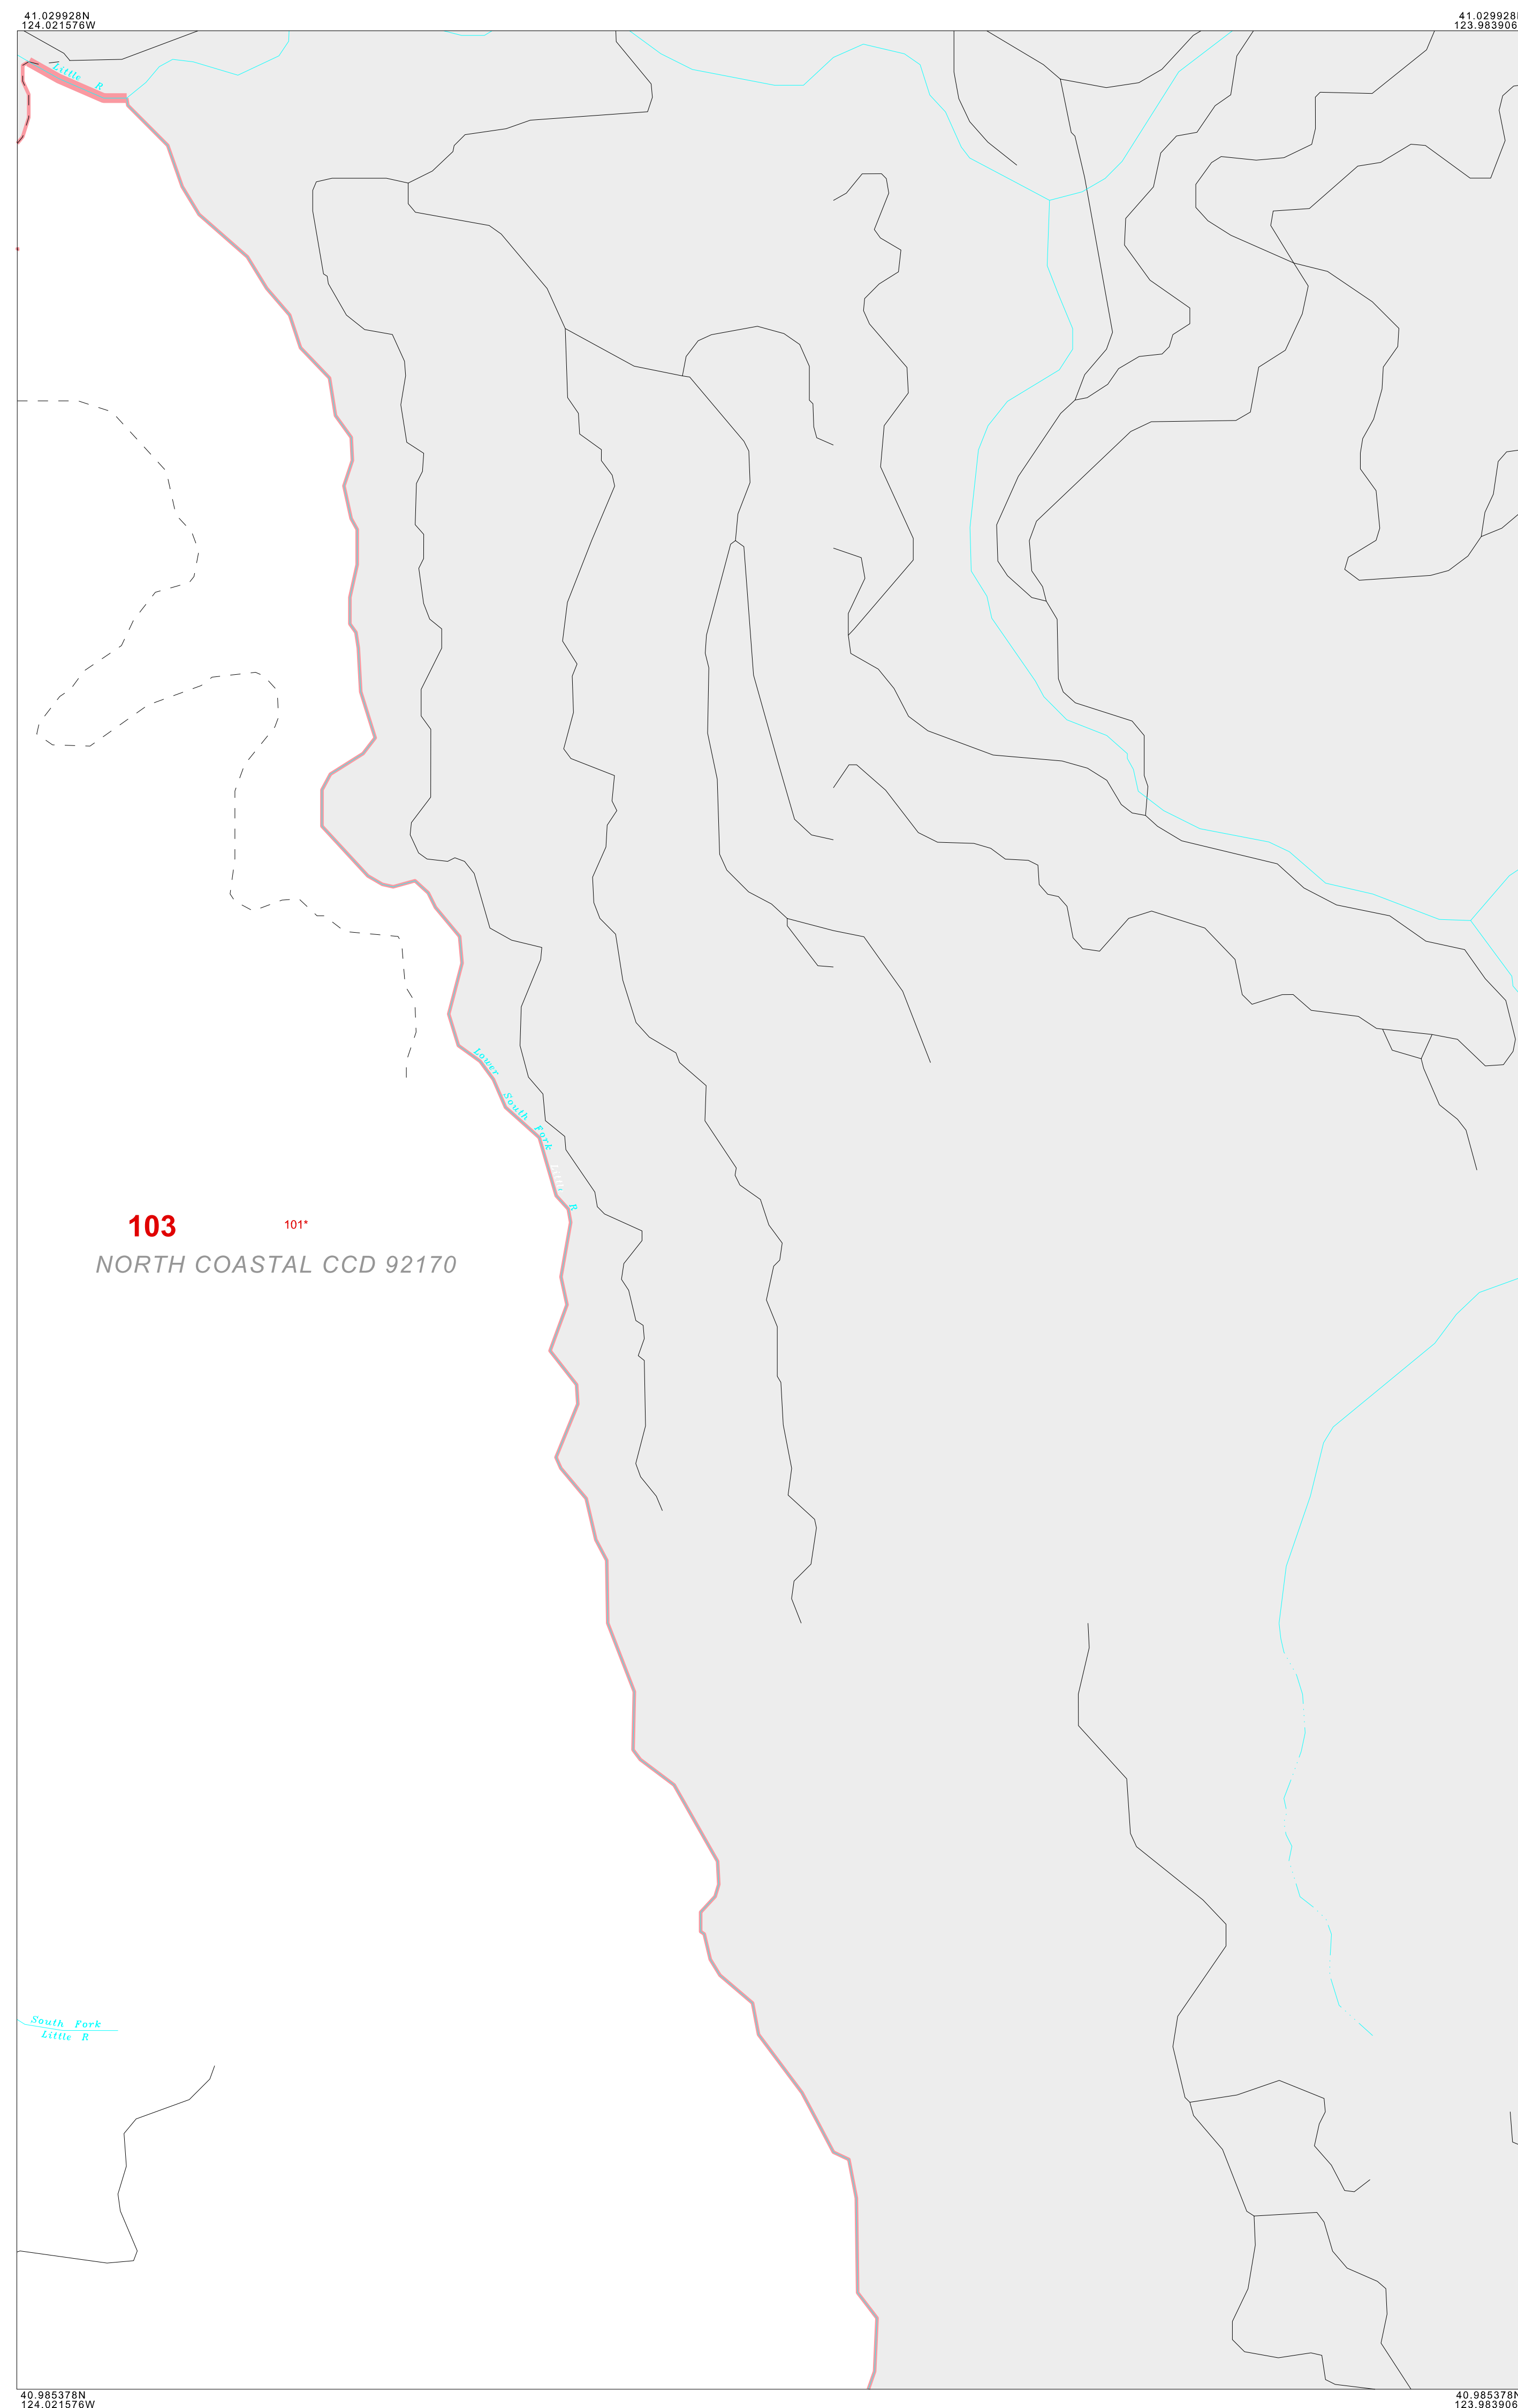 41.029928N
124.021576W
41.029928N
123.983906
Little R
Lower South Fork Little R
103
101*
NORTH COASTAL CCD 92170
South Fork
Little R
40.985378N
124.021576W
40.985378N
123.983906